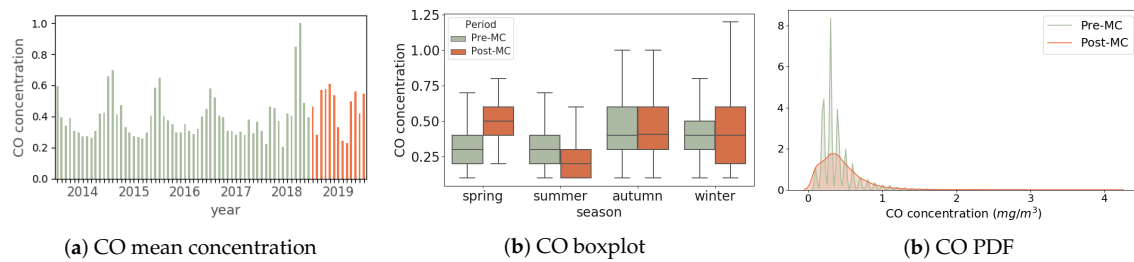 CO concentration
1.0
0.8
0.6
0.4
0.2
0.0
2014 2015 2016 2017 2018 2019
year
(a) CO mean concentration
CO concentration
1.25
1.00
0.75
0.50
0.25
Period
Pre-MC
Post-MC
spring summer autumn winter
season
(b) CO boxplot
8
6
4
2
0
Pre-MC
Post-MC
0 1 2 3 4
CO concentration (mg/m³)
(b) CO PDF